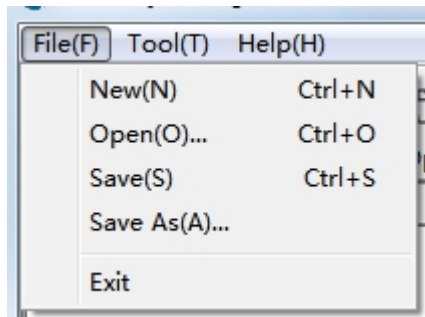 File(F) Tool(T) Help(H)
New(N) Ctrl+N
Open(O)... Ctrl+O
Save(S) Ctrl+S
Save As(A)...
Exit